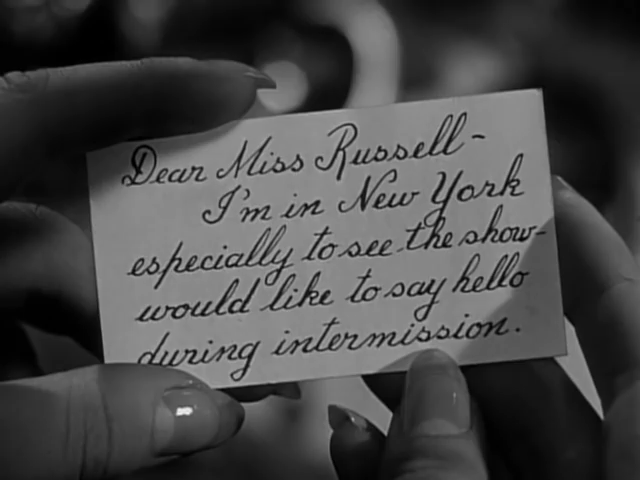 Dear Miss Russell-
I'm in New York
especially to see the show-
would like to say hello
during intermission.